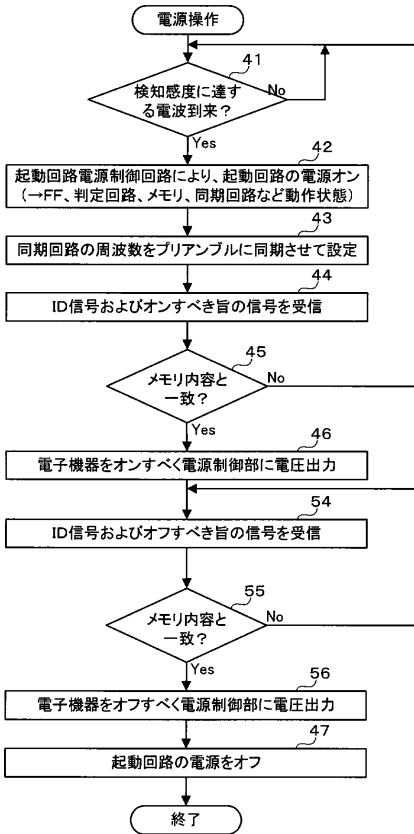 電源操作
41
検知感度に達す
る電波到来？
No
Yes
42
起動回路電源制御回路により、起動回路の電源オン
(→FF、判定回路、メモリ、同期回路など動作状態)
43
同期回路の周波数をプリアンブルに同期させて設定
44
ID信号およびオンすべき旨の信号を受信
45
メモリ内容と
一致？
No
Yes
46
電子機器をオンすべく電源制御部に電圧出力
54
ID信号およびオフすべき旨の信号を受信
55
メモリ内容と
一致？
No
Yes
56
電子機器をオフすべく電源制御部に電圧出力
47
起動回路の電源をオフ
終了